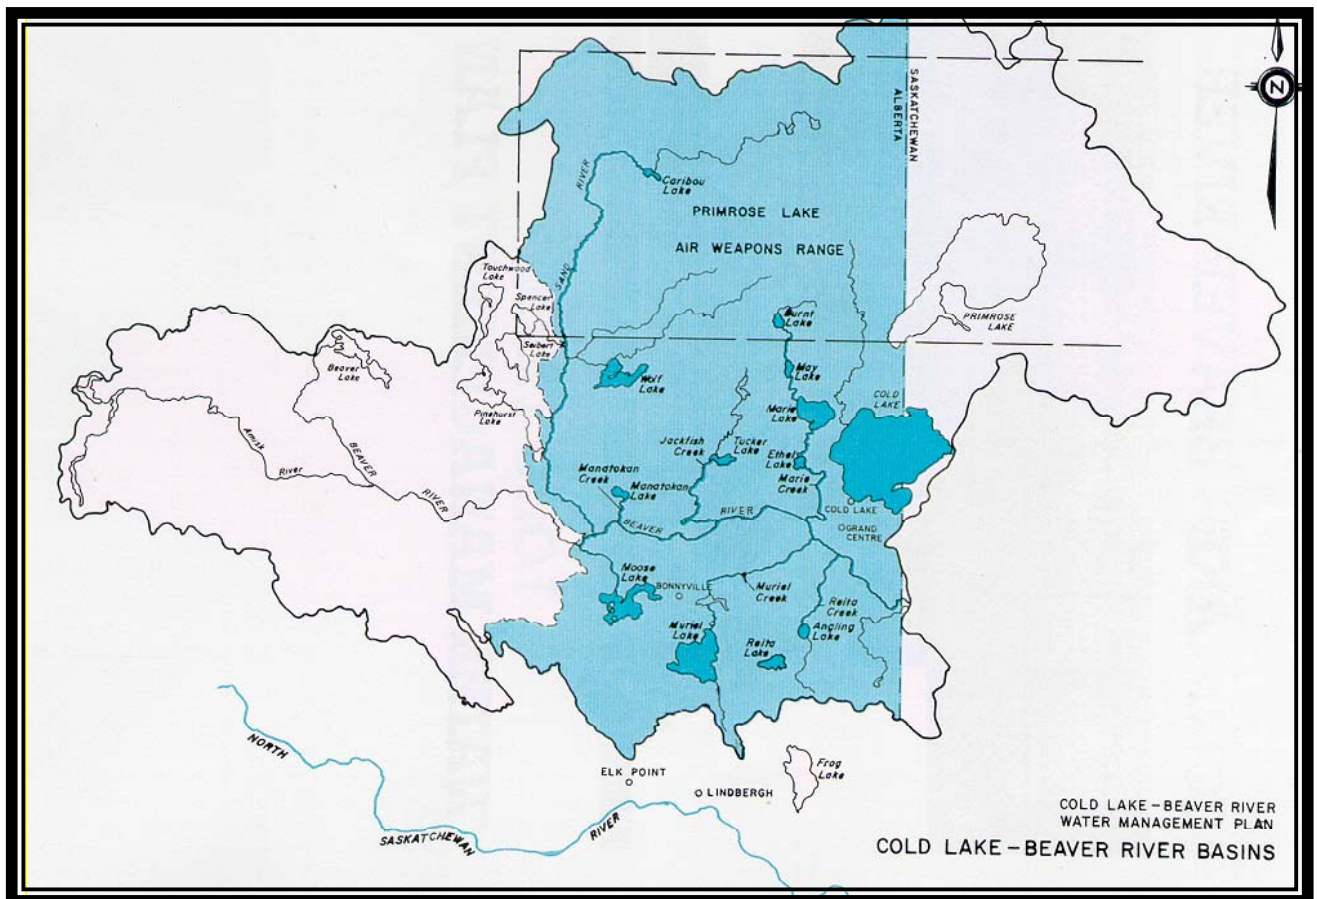 SASKATCHEWAN
ALBERTA
N
RIVER
Caribou
Lake
PRIMROSE LAKE
AIR WEAPONS RANGE
Touchwood
Lake
SAND
Spencer
Lake
Burnt
Lake
PRIMROSE
LAKE
Seibert
Lake
Beaver
Lake
Wolf
Lake
May
Lake
COLD
LAKE
Pinehurst
Lake
Marie
Lake
Amisk
River
BEAVER
RIVER
Jackfish
Creek
Tucker
Lake
Ethel
Lake
Marie
Creek
Manatokan
Creek
Manatokan
Lake
BEAVER
RIVER
COLD LAKE
GRAND
CENTRE
Moose
Lake
BONNYVILLE
Muriel
Creek
Reita
Creek
Muriel
Lake
Angling
Lake
Reita
Lake
NORTH
SASKATCHEWAN
RIVER
ELK POINT
LINDBERGH
Frog
Lake
COLD LAKE – BEAVER RIVER
WATER MANAGEMENT PLAN
COLD LAKE – BEAVER RIVER BASINS